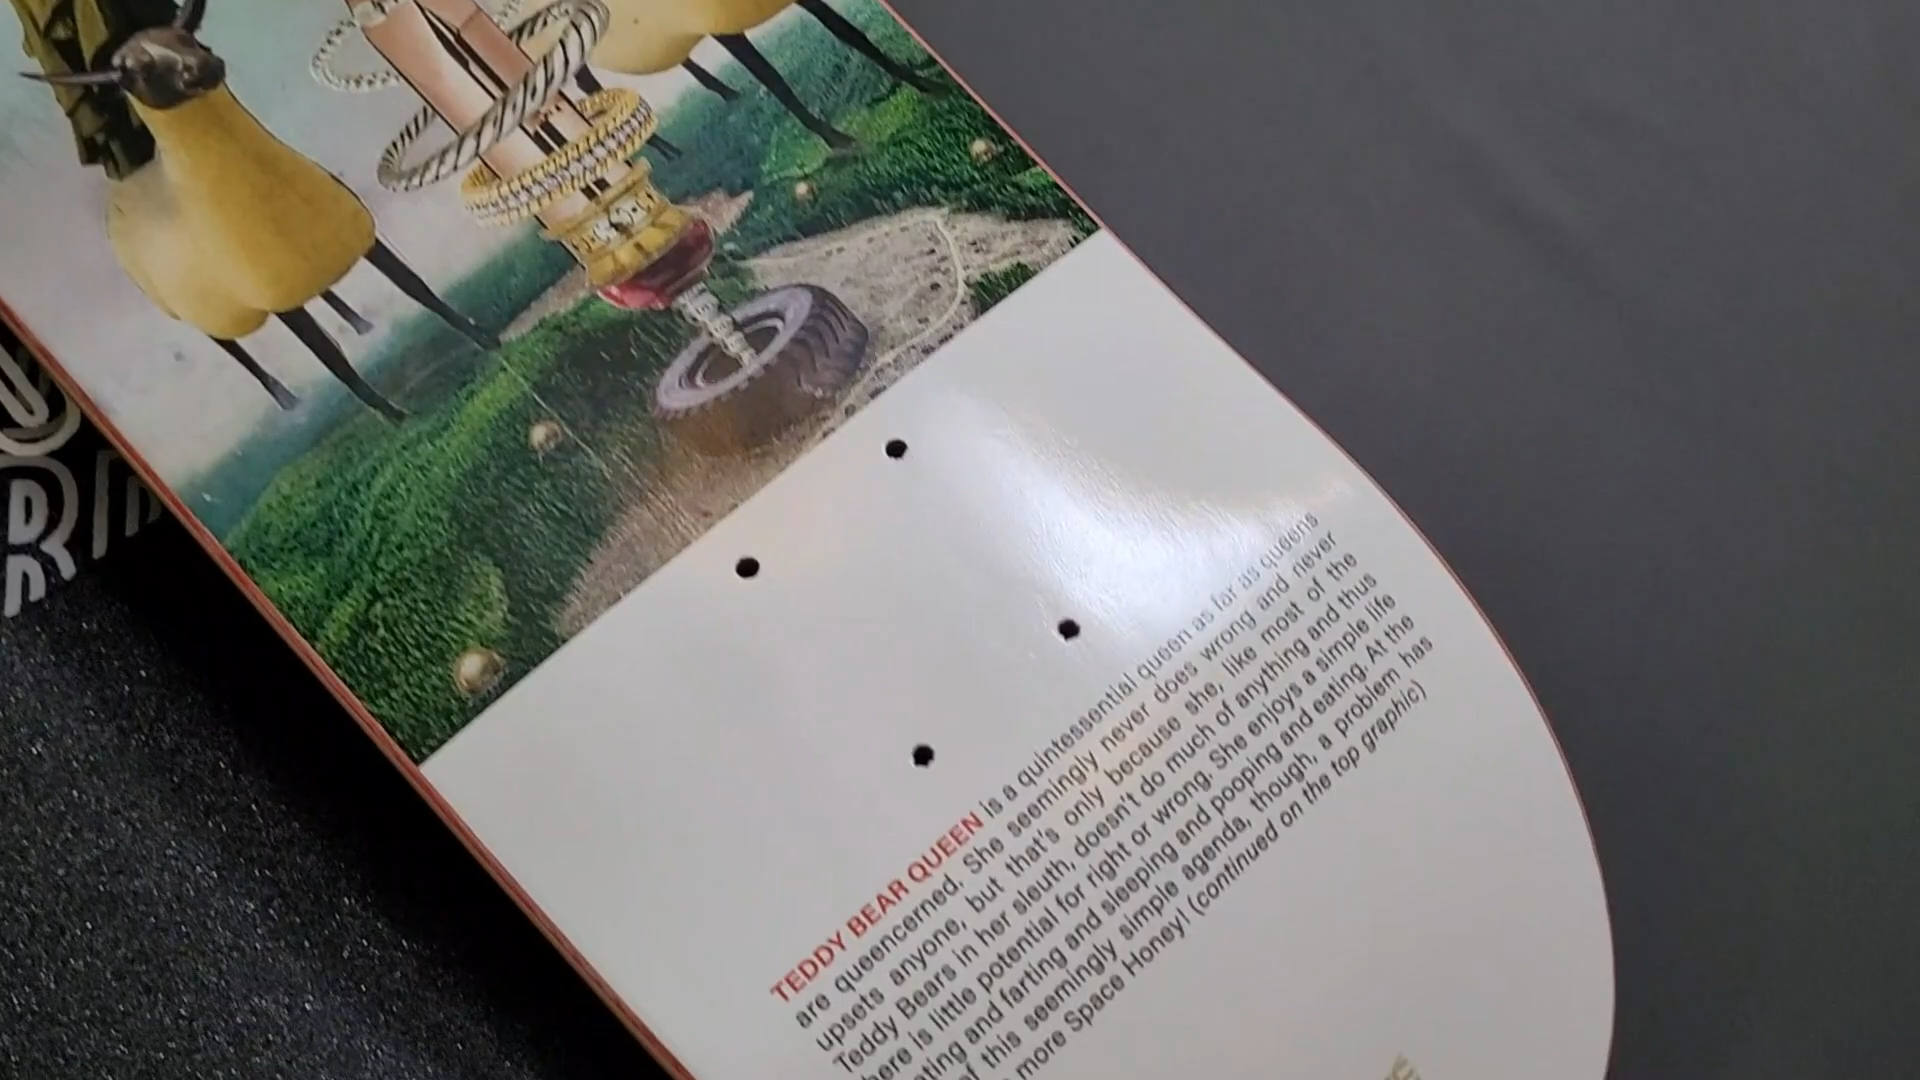 TEDDY BEAR QUEEN is a quintessential queen as far as queens
are queencerned. She seemingly never does wrong and never
upsets anyone, but that's only because she, like most of the
Teddy Bears in her sleuth, doesn't do much of anything and thus
here is little potential for right or wrong. She enjoys a simple life
ating and farting and sleeping and pooping and eating. At the
of this seemingly simple agenda, though, a problem has
more Space Honey! (continued on the top graphic)